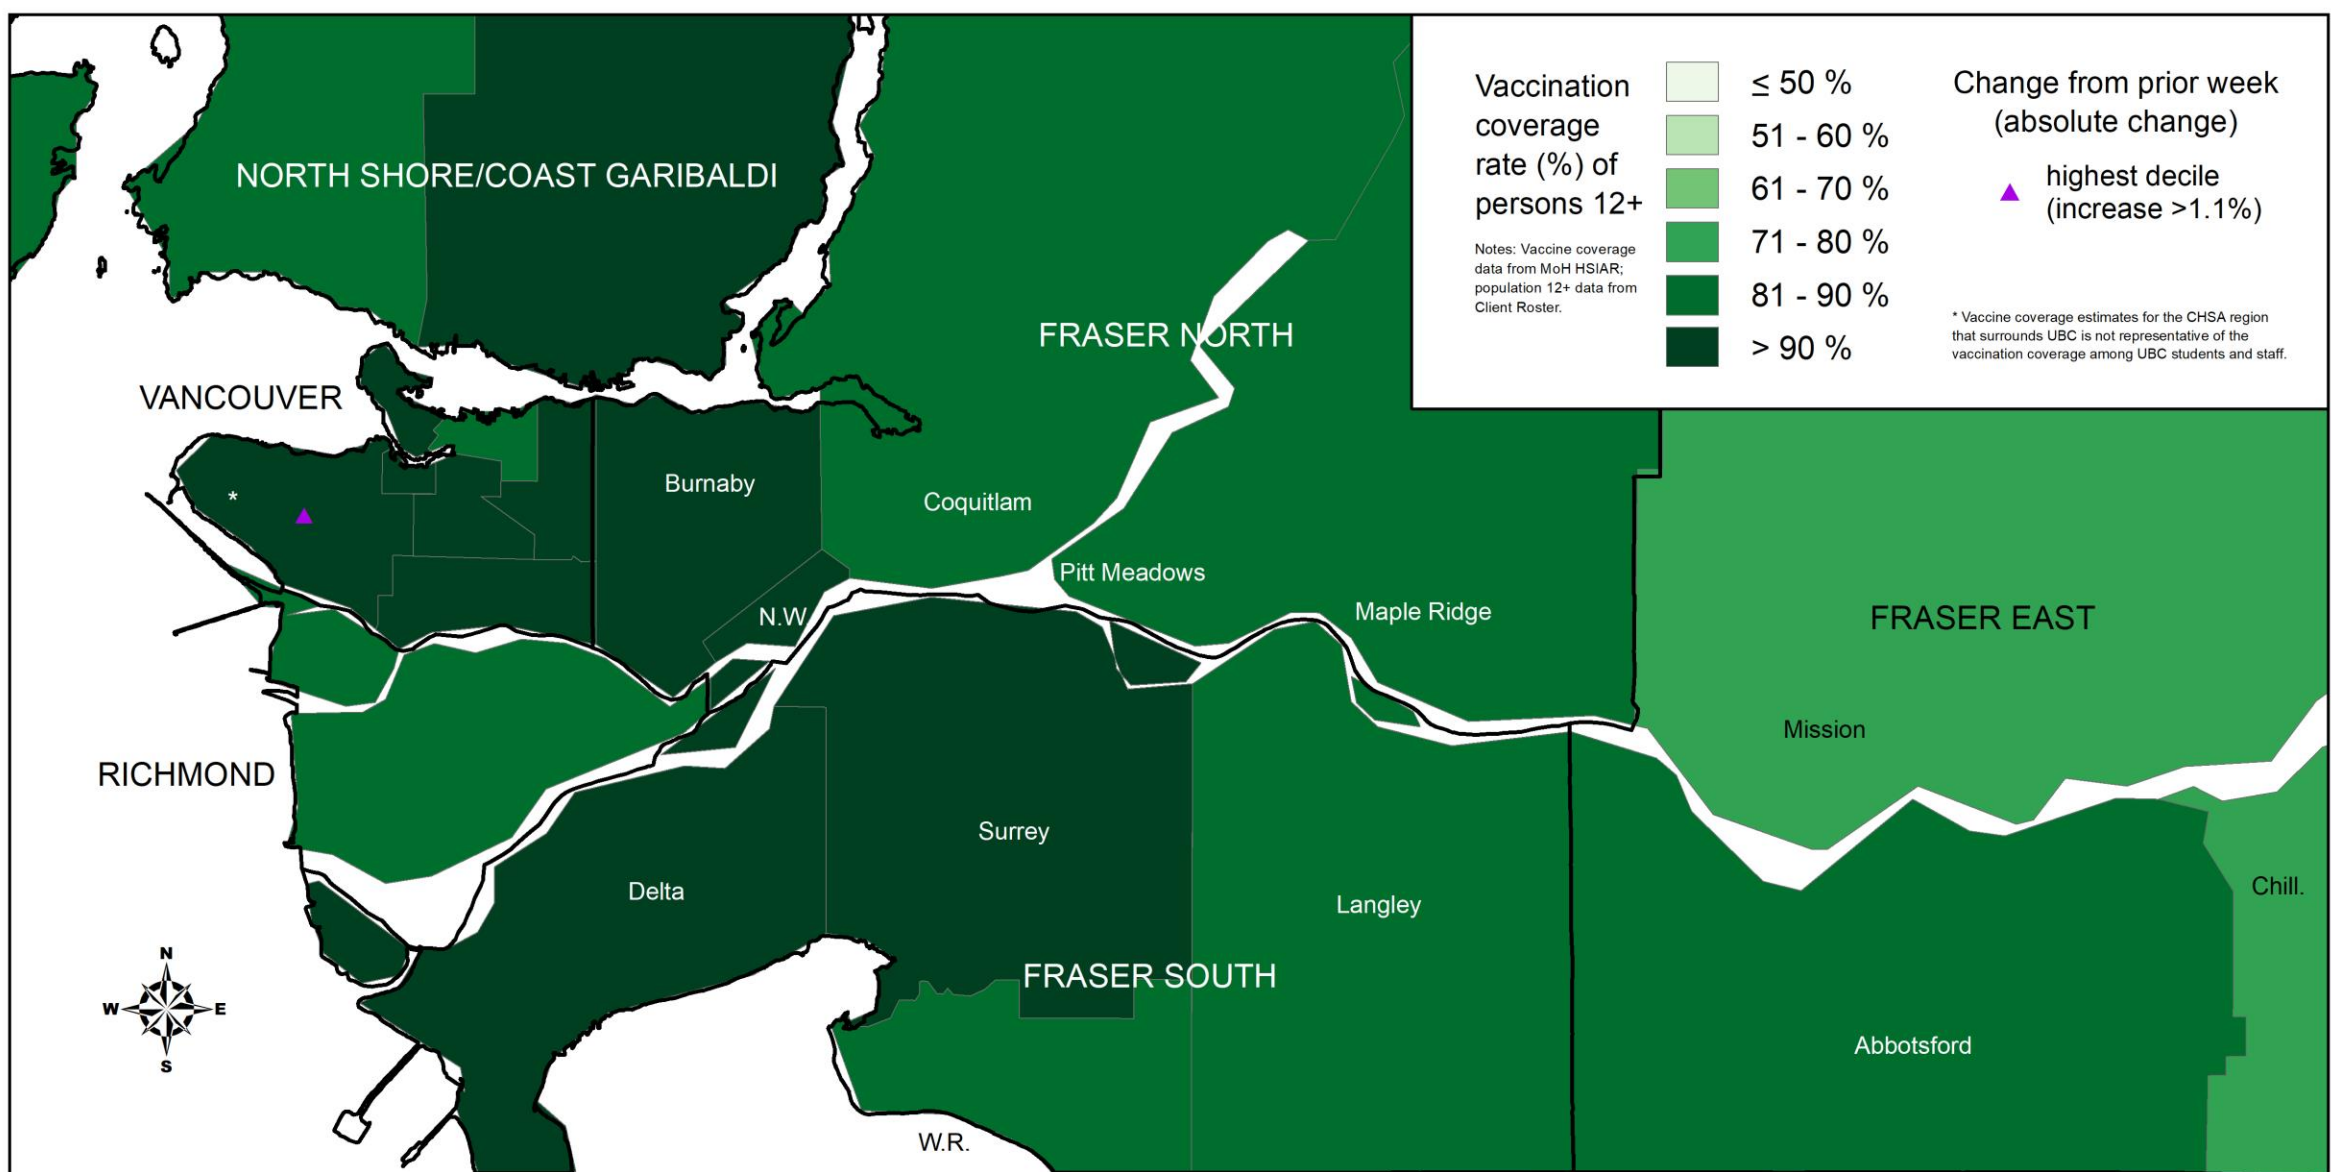 NORTH SHORE/COAST GARIBALDI
VANCOUVER
FRASER NORTH
Burnaby
Coquitlam
*
Pitt Meadows
N.W
Maple Ridge
FRASER EAST
Mission
RICHMOND
Surrey
Delta
Langley
Chill.
FRASER SOUTH
Abbotsford
W.R.
N
W
E
S
Vaccination
coverage
rate (%) of
persons 12+
Notes: Vaccine coverage
data from MoH HSIAR;
population 12+ data from
Client Roster.
≤ 50 %
51 - 60 %
61 - 70 %
71 - 80 %
81 - 90 %
> 90 %
Change from prior week
(absolute change)
highest decile
(increase >1.1%)
* Vaccine coverage estimates for the CHSA region
that surrounds UBC is not representative of the
vaccination coverage among UBC students and staff.